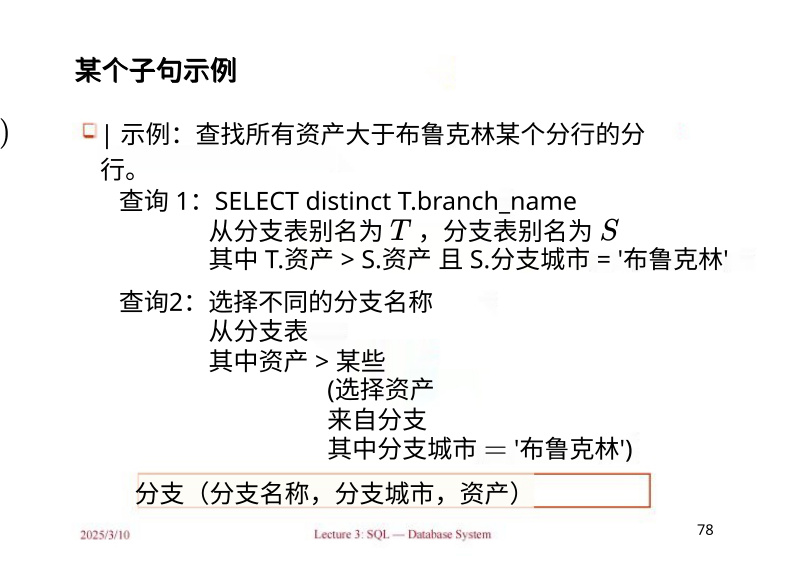 某个子句示例
)
| 示例：查找所有资产大于布鲁克林某个分行的分
行。
查询 1：SELECT distinct T.branch_name
从分支表别名为 T ，分支表别名为 S
其中 T.资产 > S.资产 且 S.分支城市 = '布鲁克林'
查询2：选择不同的分支名称
从分支表
其中资产 > 某些
(选择资产
来自分支
其中分支城市 = '布鲁克林')
分支（分支名称，分支城市，资产）
2025/3/10 Lecture 3: SQL — Database System 78